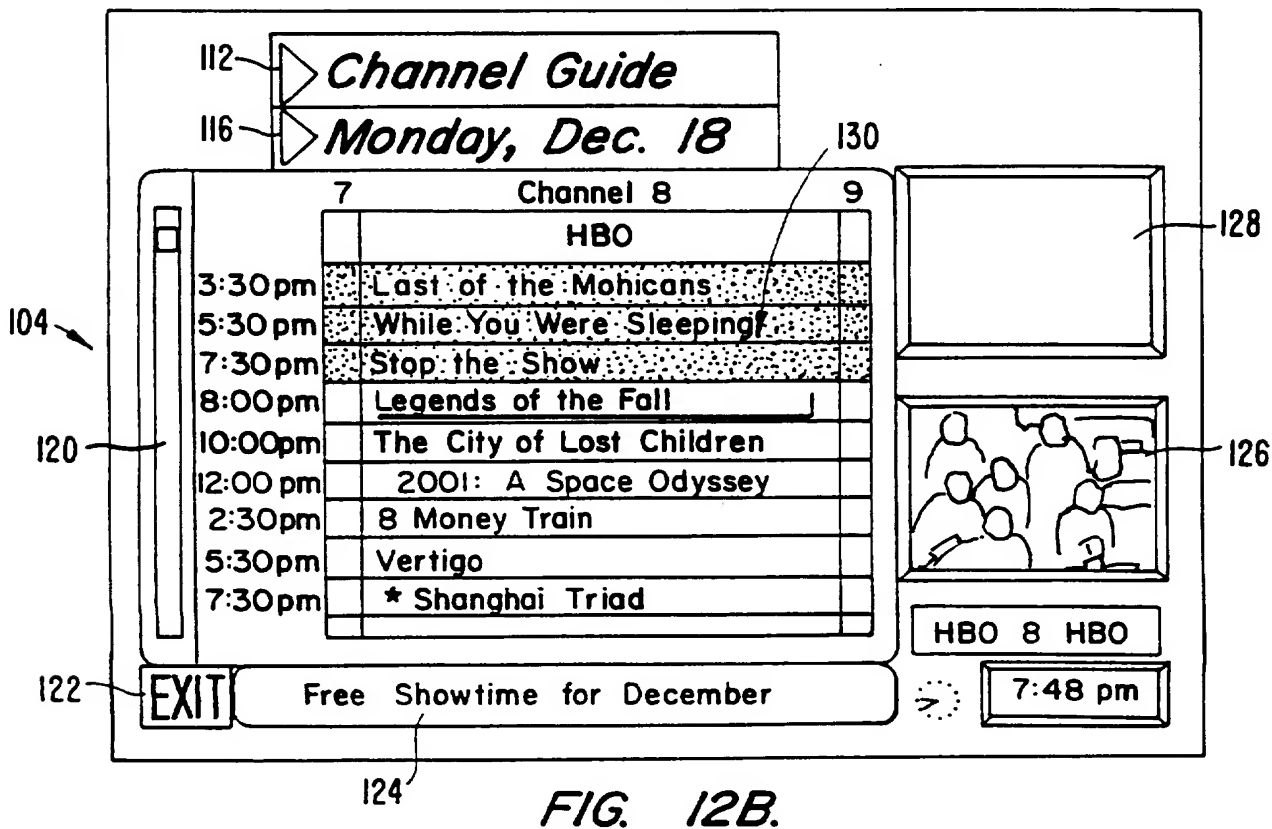 112 Channel Guide
116 Monday, Dec. 18
130
7 Channel 8 9
HBO
128
3:30pm Last of the Mohicans
104
5:30pm While You Were Sleeping
7:30pm Stop the Show
8:00pm Legends of the Fall
120
10:00pm The City of Lost Children
126
12:00 pm 2001: A Space Odyssey
2:30pm 8 Money Train
5:30pm Vertigo
7:30pm * Shanghai Triad
HBO 8 HBO
122 EXIT Free Showtime for December
7:48 pm
124
FIG. 12B.